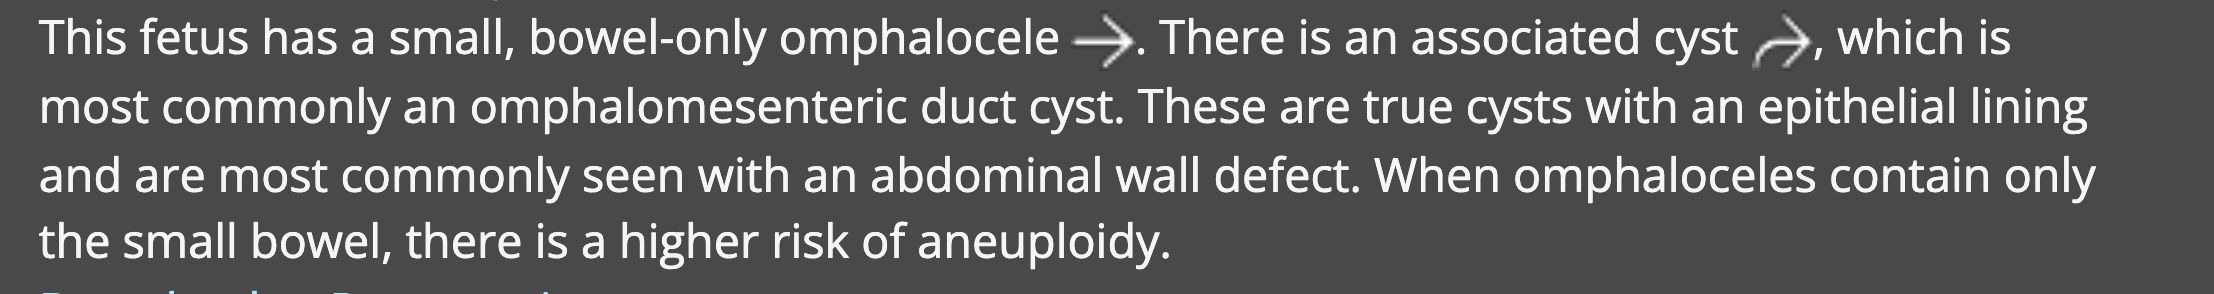 This fetus has a small, bowel-only omphalocele →. There is an associated cyst ↷, which is
most commonly an omphalomesenteric duct cyst. These are true cysts with an epithelial lining
and are most commonly seen with an abdominal wall defect. When omphaloceles contain only
the small bowel, there is a higher risk of aneuploidy.